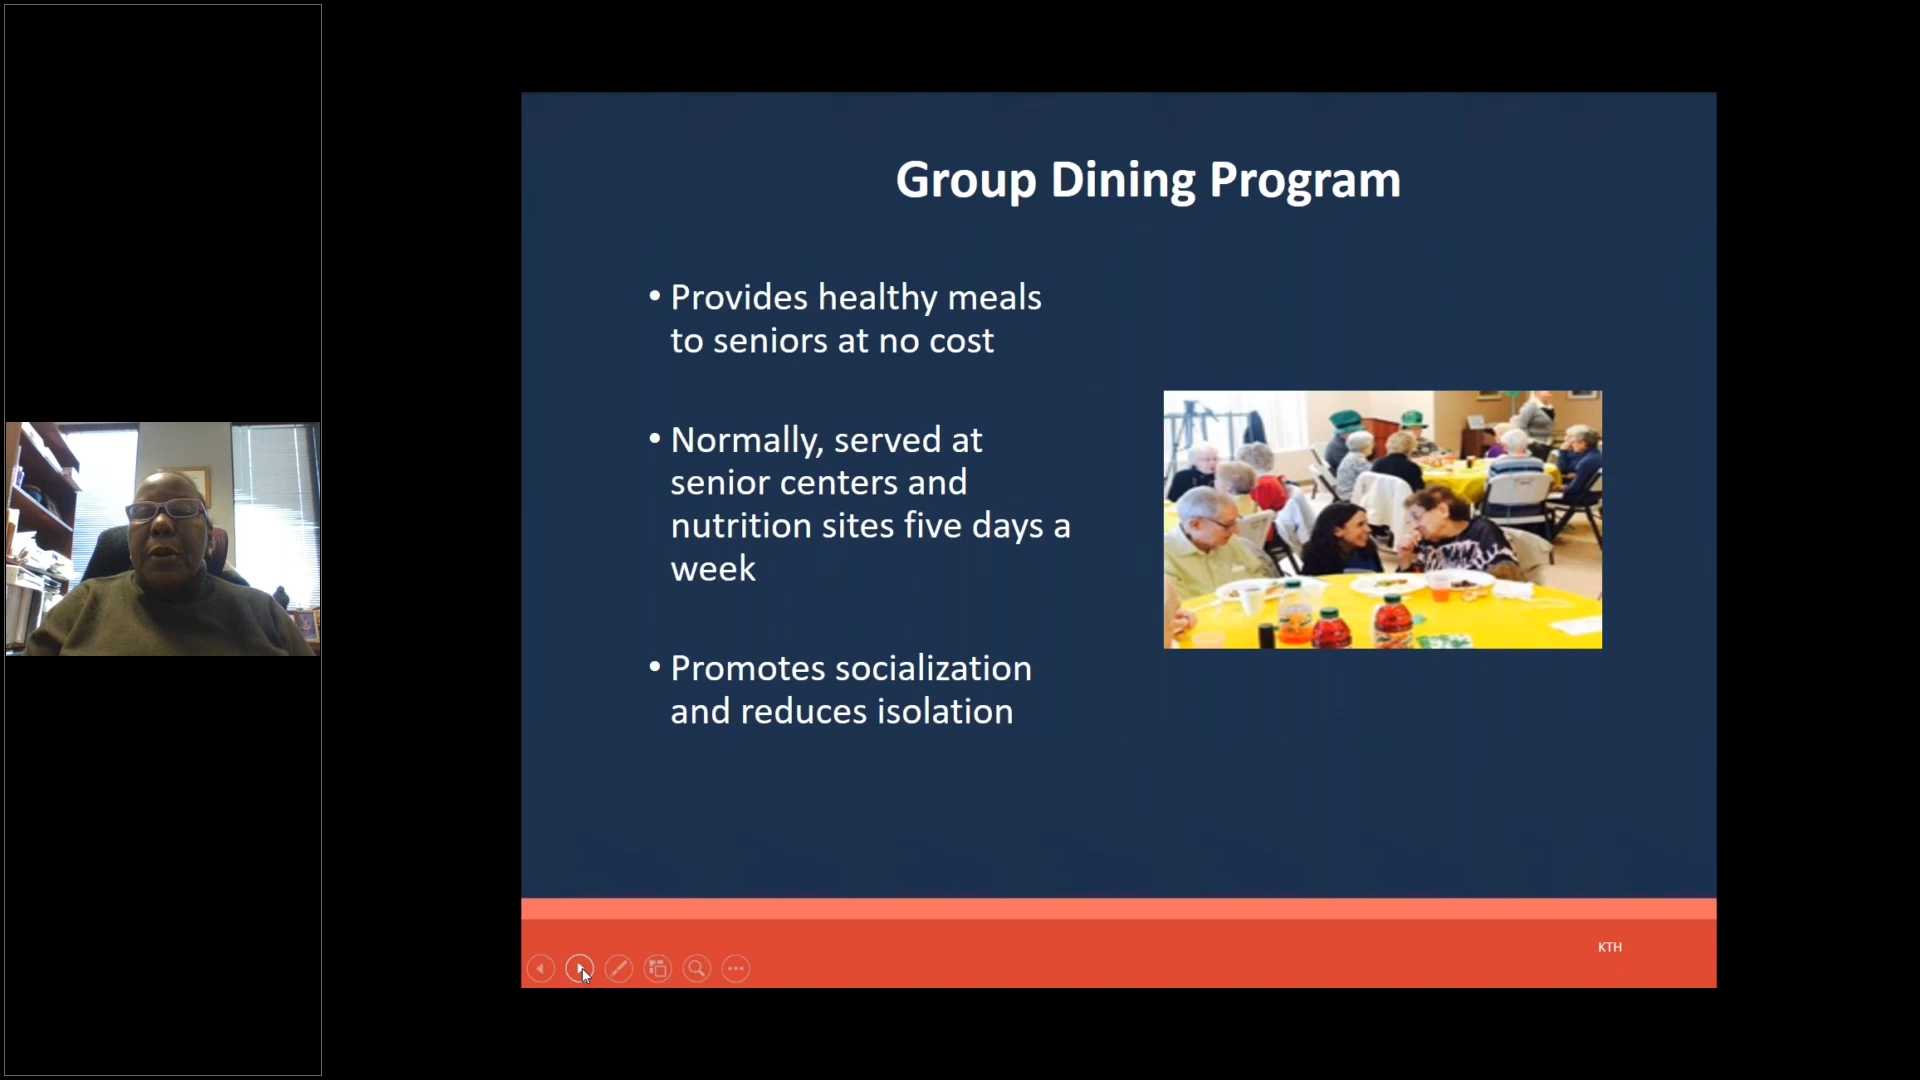 Group Dining Program
• Provides healthy meals
to seniors at no cost
• Normally, served at
senior centers and
nutrition sites five days a
week
• Promotes socialization
and reduces isolation
KTH